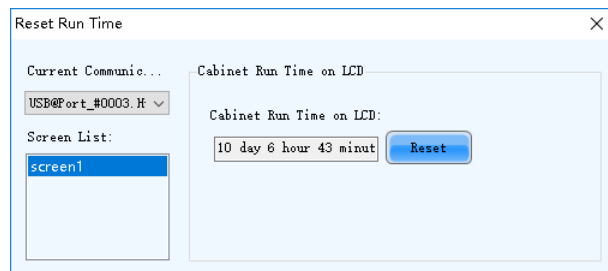 Reset Run Time
Current Communic...
USB@Port_#0003.H
Screen List:
screen1
Cabinet Run Time on LCD
Cabinet Run Time on LCD:
10 day 6 hour 43 minut
Reset